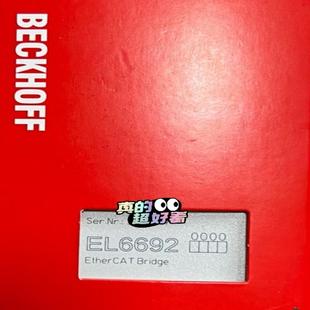 BECKHOFF
真的
超好看
Ser.Nr.:
EL6692
EtherCAT Bridge